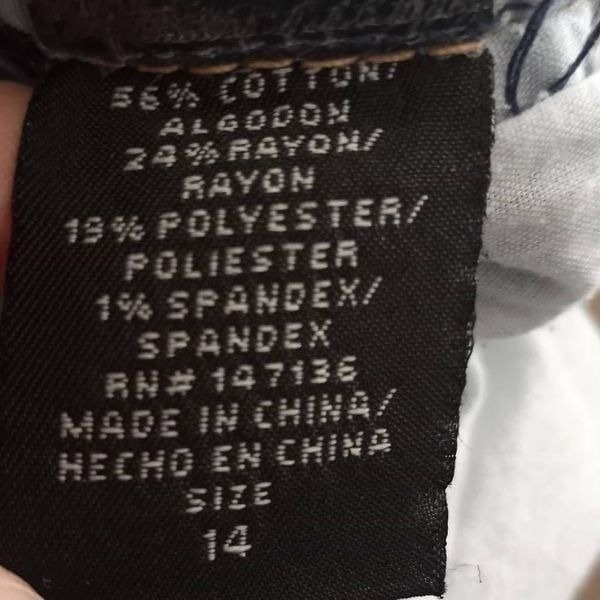 56% COTTON/
ALGODON
24% RAYON/
RAYON
19% POLYESTER/
POLIESTER
1% SPANDEX/
SPANDEX
RN# 147136
MADE IN CHINA/
HECHO EN CHINA
SIZE
14